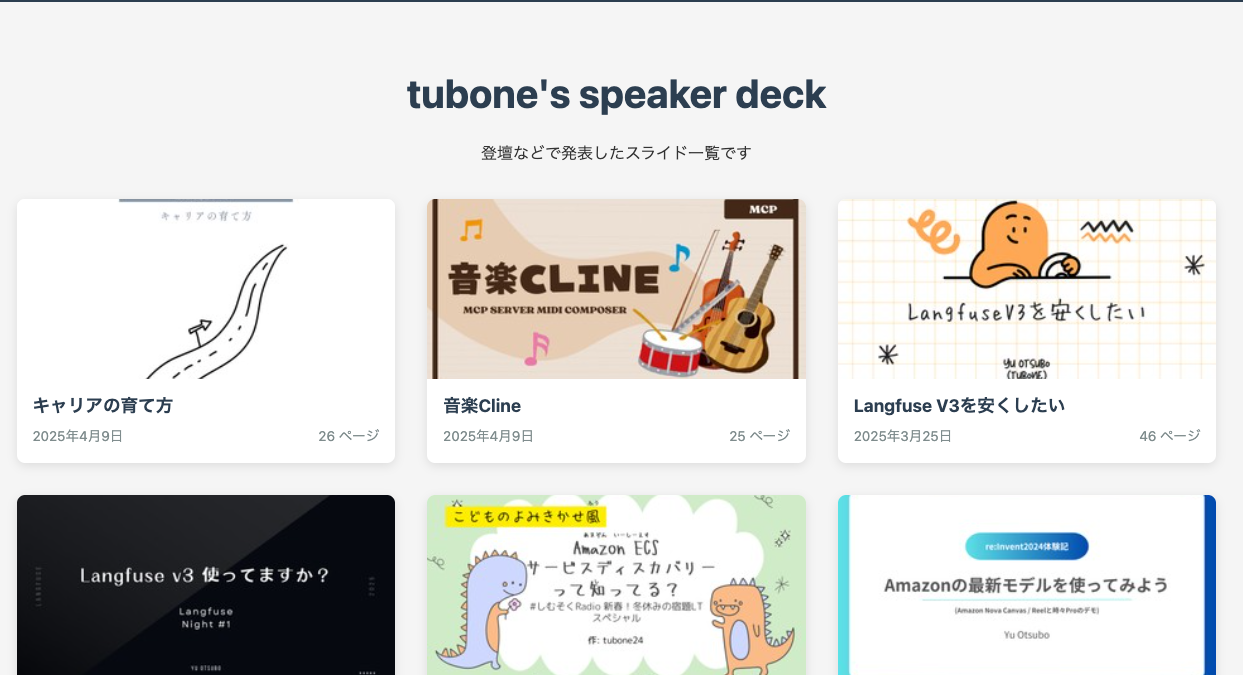 tubone's speaker deck
登壇などで発表したスライド一覧です
キャリアの育て方
キャリアの育て方
2025年4月9日
26 ページ
MCP
音楽CLINE
MCP SERVER MIDI COMPOSER
音楽Cline
2025年4月9日
25 ページ
LangfuseV3を安くしたい
YU OTSUBO
(TUBONE)
Langfuse V3を安くしたい
2025年3月25日
46 ページ
Langfuse v3 使ってますか？
Langfuse
Night #1
YU OTSUBO
こどものよみきかせ風
あまぞん いーしーえす
Amazon ECS
サービスディスカバリー
って知ってる？
#しむそくRadio 新春！冬休みの宿題LT
スペシャル
作: tubone24
re:Invent2024体験記
Amazonの最新モデルを使ってみよう
(Amazon Nova Canvas / Reelと時々Proのデモ)
Yu Otsubo